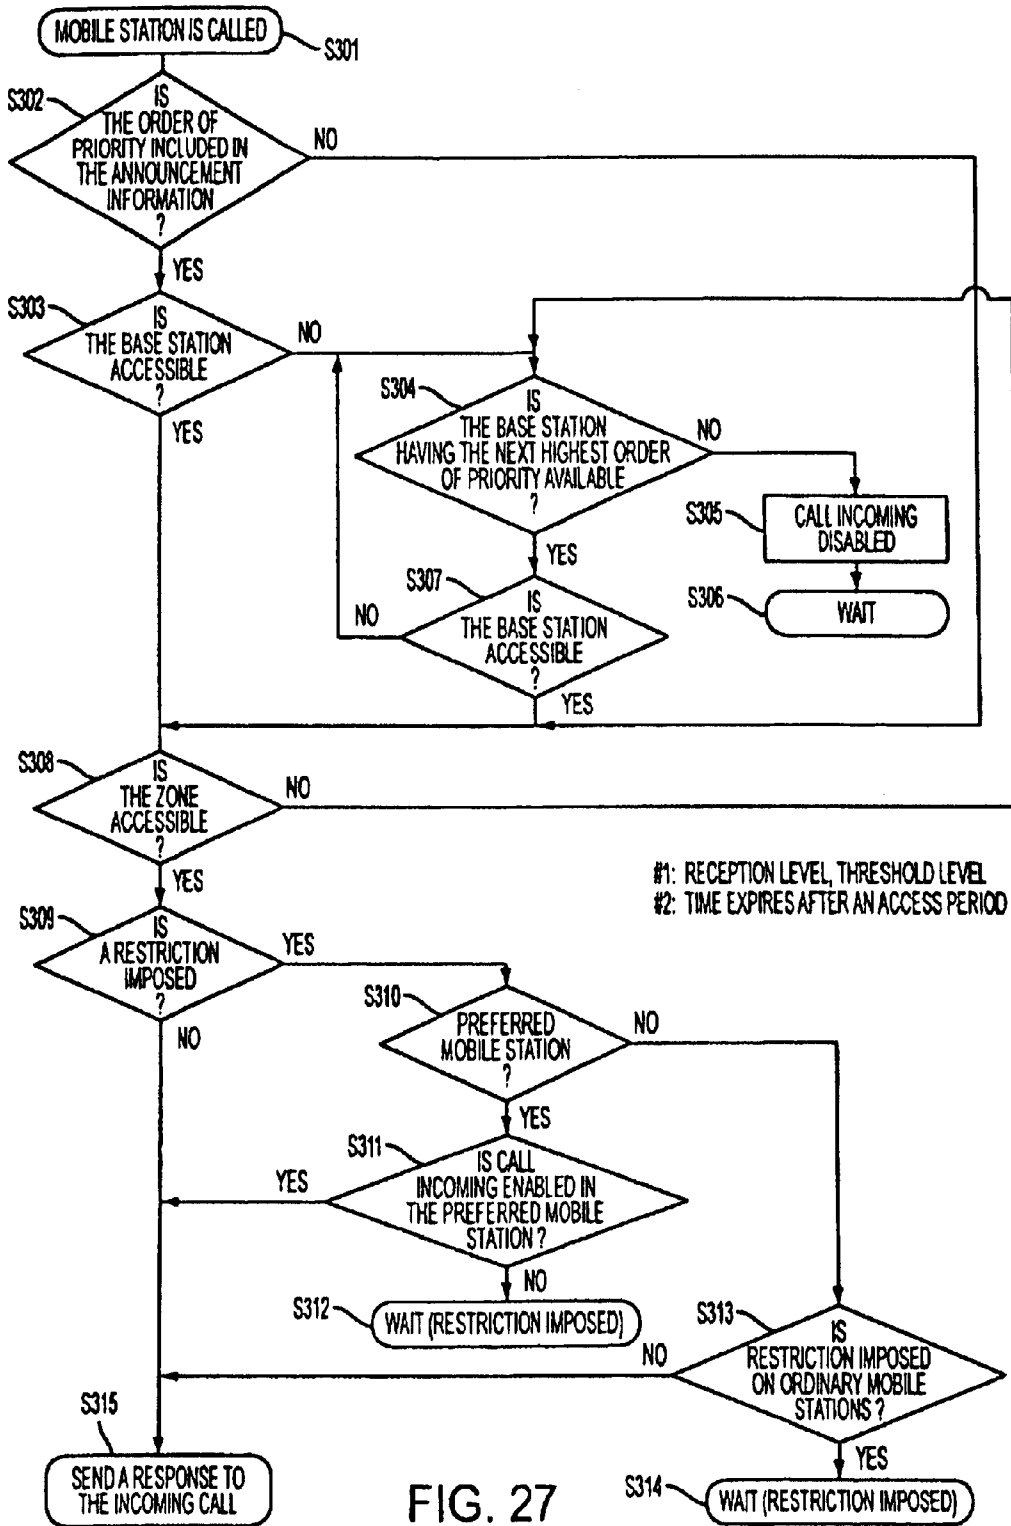 MOBILE STATION IS CALLED
S301
S302
IS
THE ORDER OF
PRIORITY INCLUDED IN
THE ANNOUNCEMENT
INFORMATION
?
NO
YES
S303
IS
THE BASE STATION
ACCESSIBLE
?
NO
YES
S304
IS
THE BASE STATION
HAVING THE NEXT HIGHEST ORDER
OF PRIORITY AVAILABLE
?
NO
YES
S305
CALL INCOMING
DISABLED
S306
WAIT
S307
IS
THE BASE STATION
ACCESSIBLE
?
NO
YES
S308
IS
THE ZONE
ACCESSIBLE
?
NO
YES
#1: RECEPTION LEVEL, THRESHOLD LEVEL
#2: TIME EXPIRES AFTER AN ACCESS PERIOD
S309
IS
A RESTRICTION
IMPOSED
?
YES
NO
S310
PREFERRED
MOBILE STATION
?
NO
YES
S311
IS CALL
INCOMING ENABLED IN
THE PREFERRED MOBILE
STATION ?
YES
NO
S312
WAIT (RESTRICTION IMPOSED)
S313
IS
RESTRICTION IMPOSED
ON ORDINARY MOBILE
STATIONS ?
NO
YES
S314
WAIT (RESTRICTION IMPOSED)
S315
SEND A RESPONSE TO
THE INCOMING CALL
FIG. 27